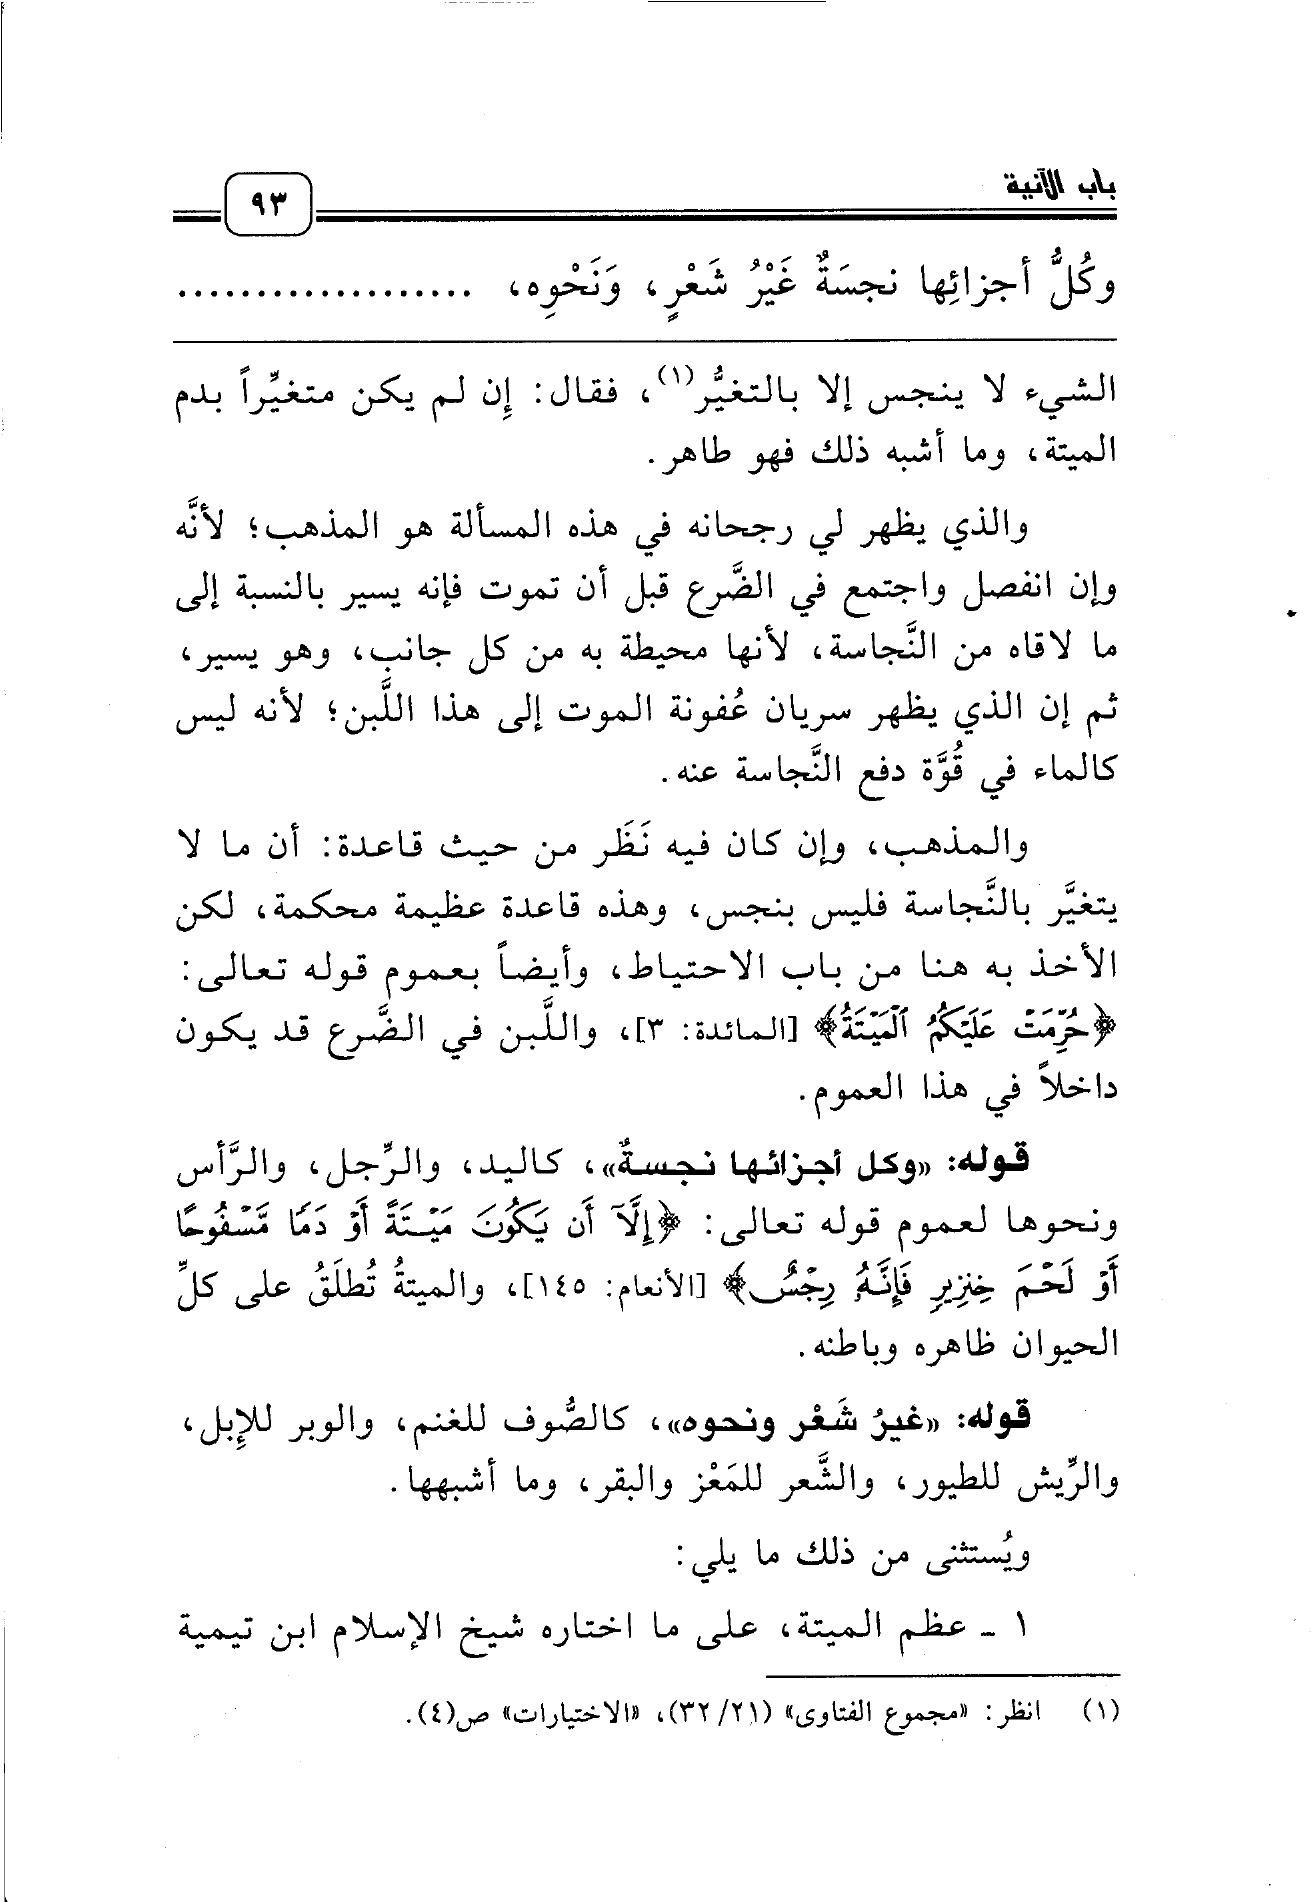 باب الآنية
٩٣
وكُلُّ أجزائِها نجسَةٌ غَيْرُ شَعْرٍ، وَنَحْوِه، ...................
الشيء لا ينجس إلا بالتغيُّر(١)، فقال: إن لم يكن متغيِّراً بدم
الميتة، وما أشبه ذلك فهو طاهر.
والذي يظهر لي رجحانه في هذه المسألة هو المذهب؛ لأنَّه
وإن انفصل واجتمع في الضَّرع قبل أن تموت فإنه يسير بالنسبة إلى
ما لاقاه من النَّجاسة، لأنها محيطة به من كل جانب، وهو يسير،
ثم إن الذي يظهر سريان عُفونة الموت إلى هذا اللَّبن؛ لأنه ليس
كالماء في قُوَّة دفع النَّجاسة عنه.
والمذهب، وإن كان فيه نَظَر من حيث قاعدة: أن ما لا
يتغيَّر بالنَّجاسة فليس بنجس، وهذه قاعدة عظيمة محكمة، لكن
الأخذ به هنا من باب الاحتياط، وأيضاً بعموم قوله تعالى:
﴿حُرِّمَتْ عَلَيْكُمُ ٱلْمَيْتَةُ﴾ [المائدة: ٣]، واللَّبن في الضَّرع قد يكون
داخلاً في هذا العموم.
قوله: «وكل أجزائها نجسةٌ»، كاليد، والرِّجل، والرَّأس
ونحوها لعموم قوله تعالى: ﴿إِلَّآ أَن يَكُونَ مَيْتَةً أَوْ دَمًا مَّسْفُوحًا
أَوْ لَحْمَ خِنزِيرٍ فَإِنَّهُۥ رِجْسٌ﴾ [الأنعام: ١٤٥]، والميتةُ تُطلَقُ على كلِّ
الحيوان ظاهره وباطنه.
قوله: «غيرُ شَعْر ونحوه»، كالصُّوف للغنم، والوبر للإبل،
والرِّيش للطيور، والشَّعر للمَعْز والبقر، وما أشبهها.
ويُستثنى من ذلك ما يلي:
١ ـ عظم الميتة، على ما اختاره شيخ الإسلام ابن تيمية
(١) انظر: «مجموع الفتاوى» (٣٢/٢١)، «الاختيارات» ص(٤).